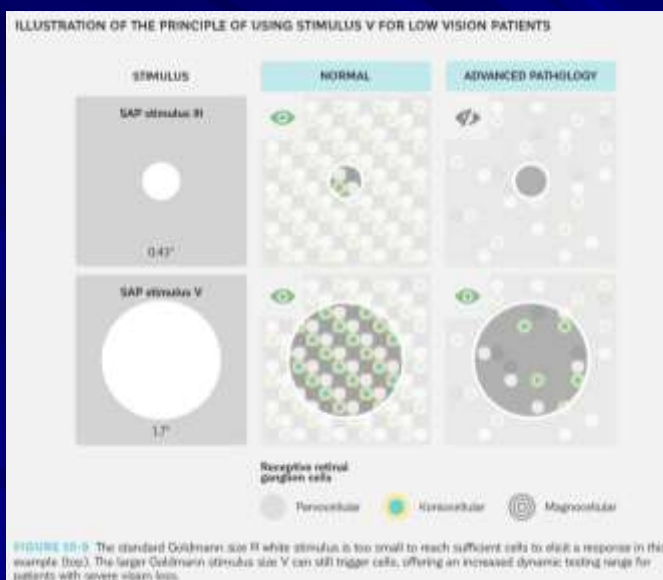 ILLUSTRATION OF THE PRINCIPLE OF USING STIMULUS V FOR LOW VISION PATIENTS
STIMULUS
NORMAL
ADVANCED PATHOLOGY
SAP stimulus III
0.43°
SAP stimulus V
1.7°
Receptive retinal
ganglion cells
Parvocellular
Koniocellular
Magnocellular
The standard Goldmann size III white stimulus is too small to reach sufficient cells to elicit a response in this
example (top). The larger Goldmann stimulus size V can still trigger cells, offering an increased dynamic testing range for
patients with severe vision loss.